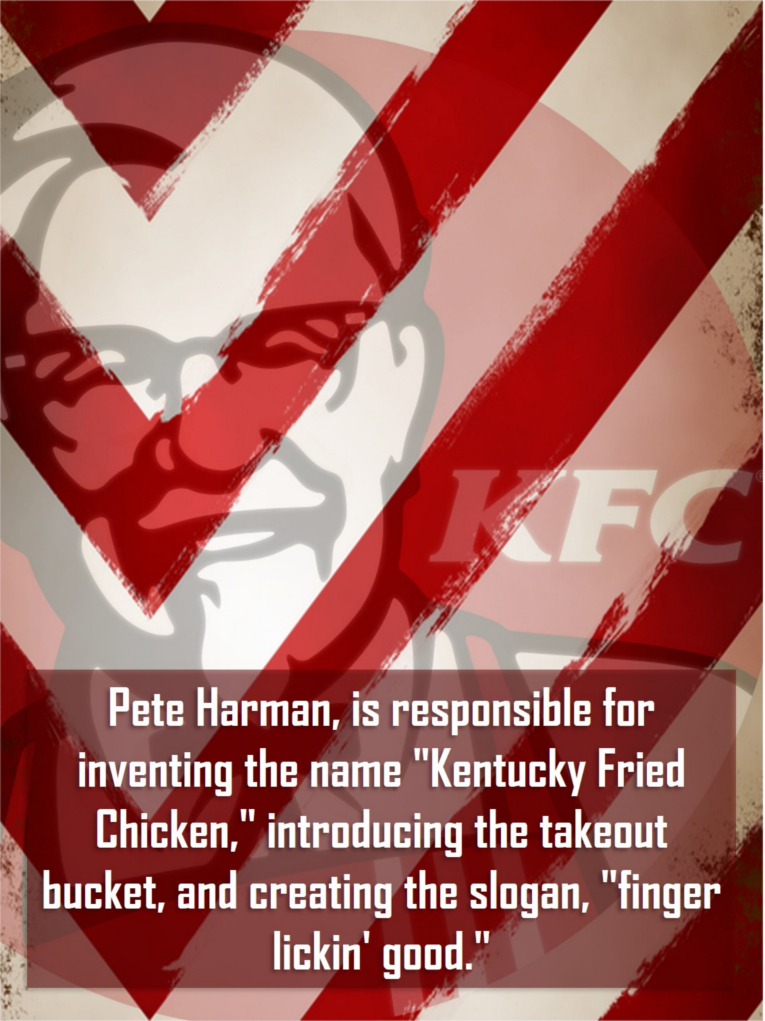 KFC
Pete Harman, is responsible for
inventing the name "Kentucky Fried
Chicken," introducing the takeout
bucket, and creating the slogan, "finger
lickin' good."